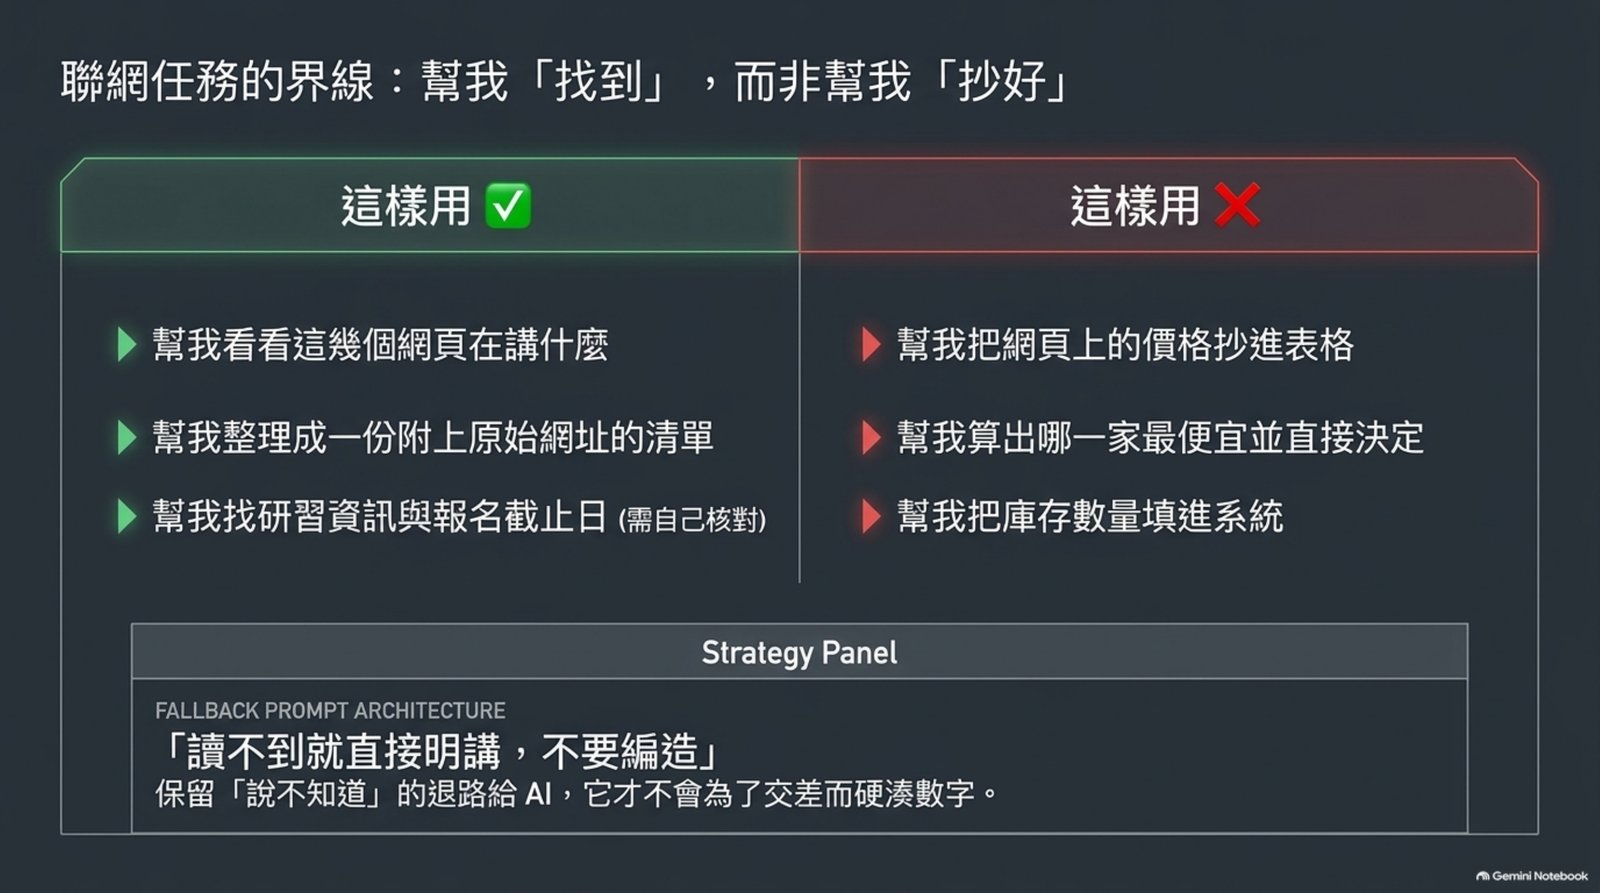 聯網任務的界線：幫我「找到」，而非幫我「抄好」
這樣用 ✅
幫我看看這幾個網頁在講什麼
幫我整理成一份附上原始網址的清單
幫我找研習資訊與報名截止日 (需自己核對)
這樣用 ❌
幫我把網頁上的價格抄進表格
幫我算出哪一家最便宜並直接決定
幫我把庫存數量填進系統
Strategy Panel
FALLBACK PROMPT ARCHITECTURE
「讀不到就直接明講，不要編造」
保留「說不知道」的退路給 AI，它才不會為了交差而硬湊數字。
Gemini Notebook